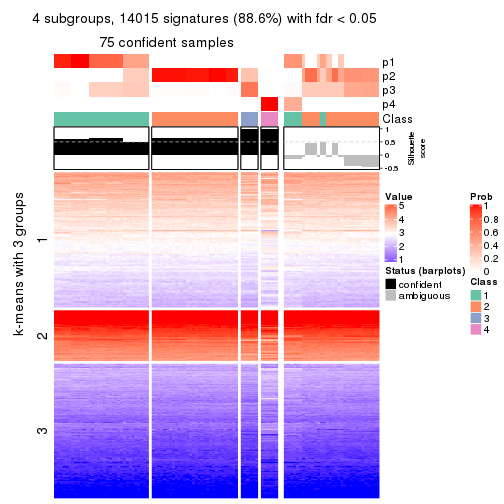 4 subgroups, 14015 signatures (88.6%) with fdr < 0.05
75 confident samples
p1
p2
p3
p4
Class
1
0.5
0
-0.5
Silhouette
score
k-means with 3 groups
1
2
3
Value
5
4
3
2
1
Status (barplots)
confident
ambiguous
Prob
1
0.8
0.6
0.4
0.2
0
Class
1
2
3
4